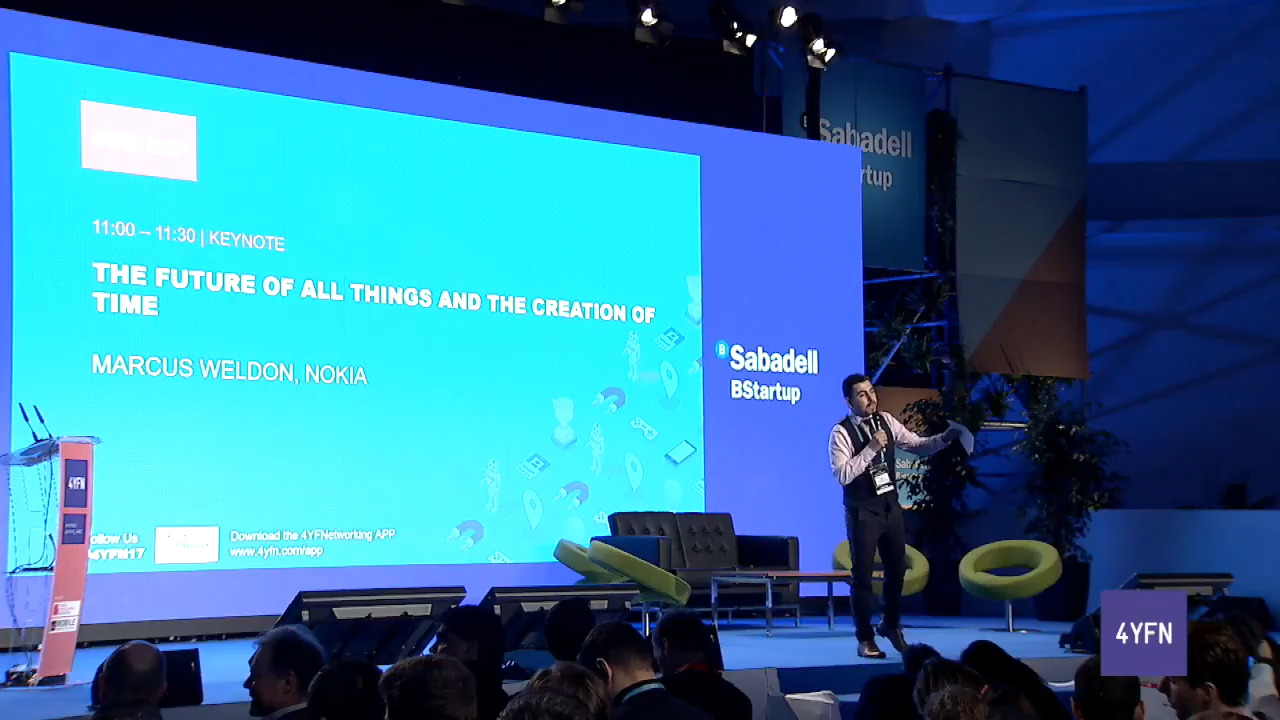 11:00 – 11:30 | KEYNOTE
THE FUTURE OF ALL THINGS AND THE CREATION OF
TIME
MARCUS WELDON, NOKIA
ollow Us
4YFN17
Download the 4YFNetworking APP
www.4yfn.com/app
B Sabadell
BStartup
Sabadell
rtup
4YFN
4YFN